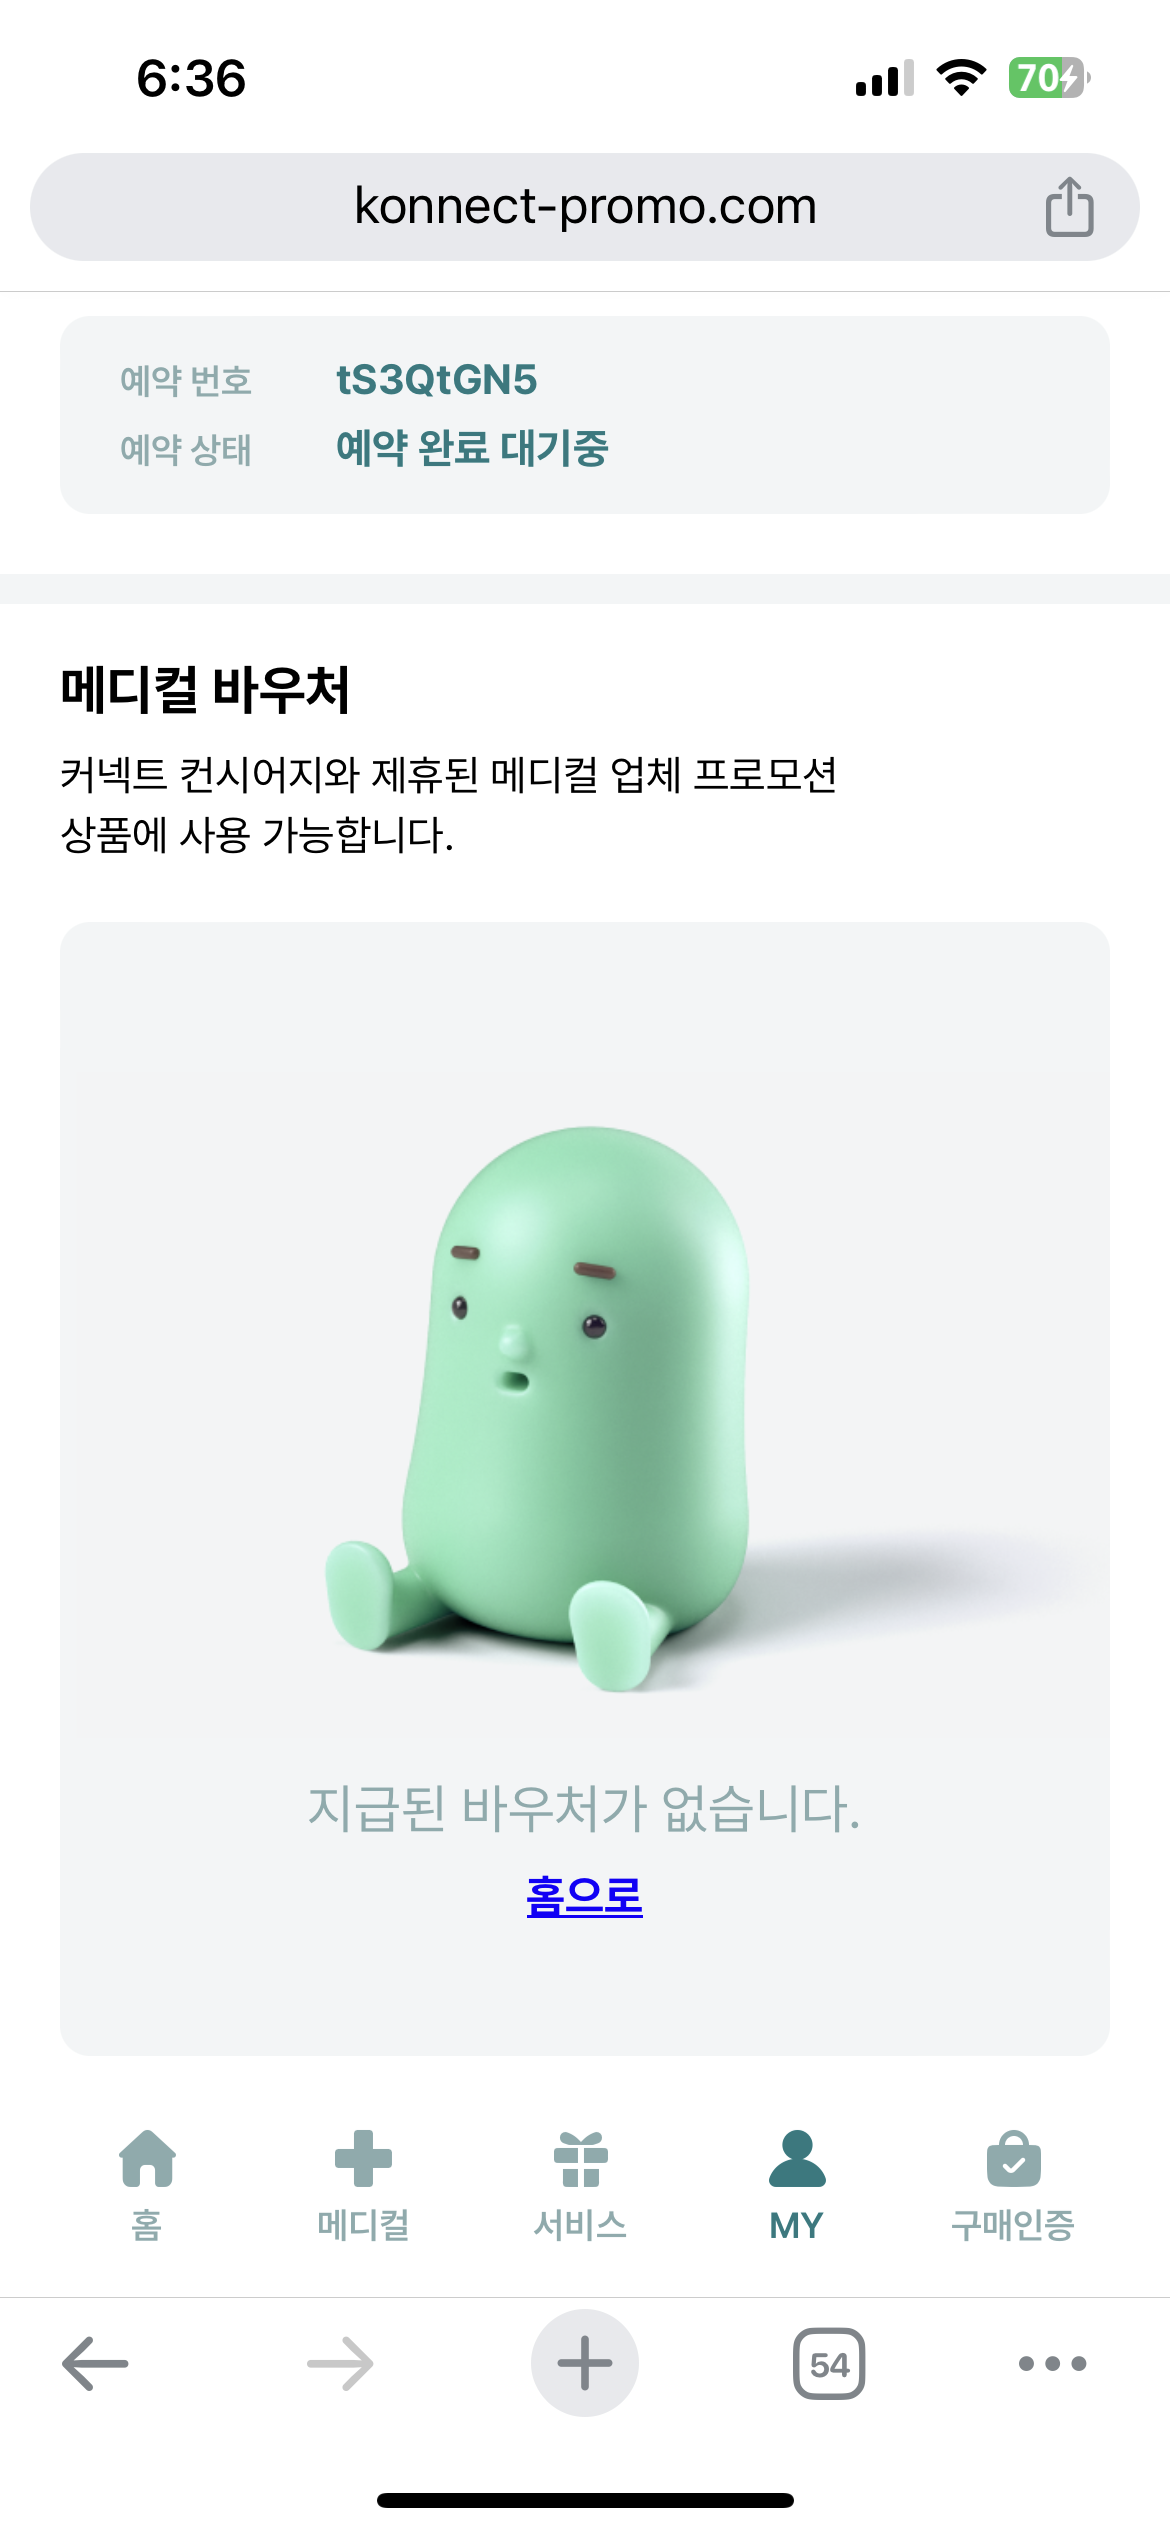 6:36
70
konnect-promo.com
예약 번호 tS3QtGN5
예약 상태 예약 완료 대기중
메디컬 바우처
커넥트 컨시어지와 제휴된 메디컬 업체 프로모션
상품에 사용 가능합니다.
지급된 바우처가 없습니다.
홈으로
홈 메디컬 서비스 MY 구매인증
54